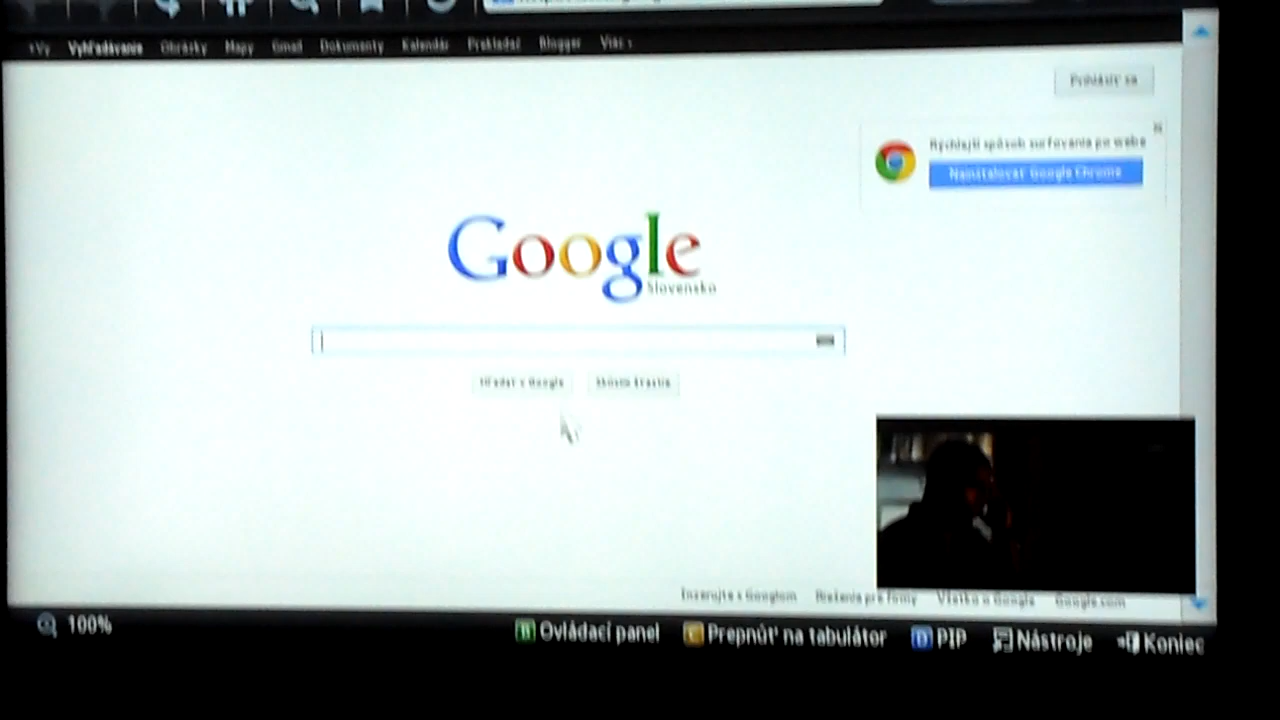 +Vy Vyhľadávanie Obrázky Mapy Gmail Dokumenty Kalendár Prekladač Blogger Viac
Prihlásiť sa
Rýchlejší spôsob surfovania po webe
Nainštalovať Google Chrome
Google
Slovensko
Hľadať v Google Skúsim šťastie
Inzerujte s Googlom Riešenia pre firmy Všetko o Google Google.com
100% B Ovládací panel C Prepnúť na tabulátor D PIP Nástroje Koniec